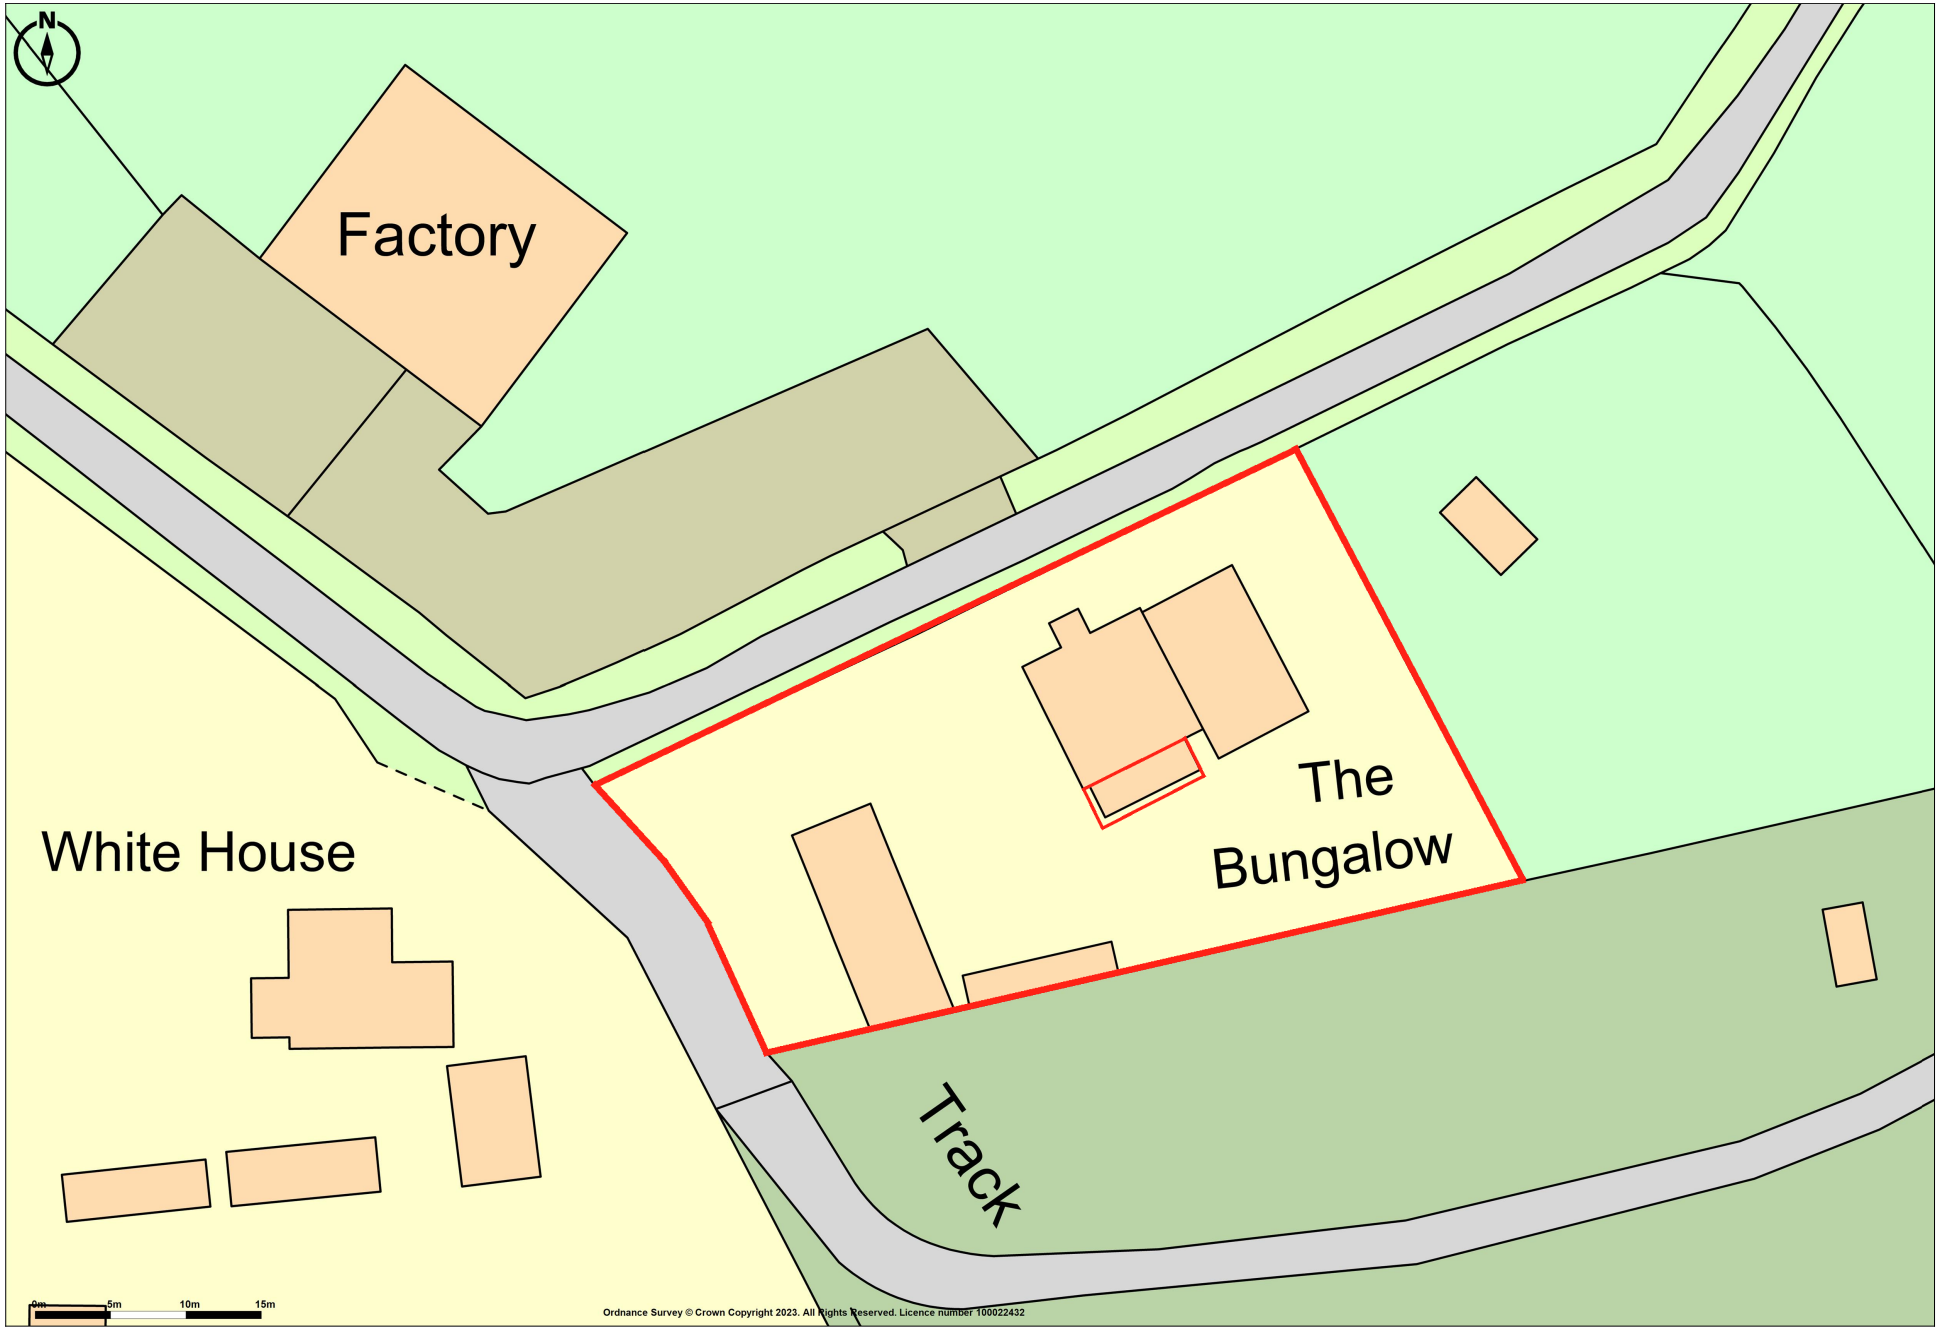 N
Factory
The
Bungalow
White House
Track
0m 5m 10m 15m
Ordnance Survey © Crown Copyright 2023. All Rights Reserved. Licence number 100022432